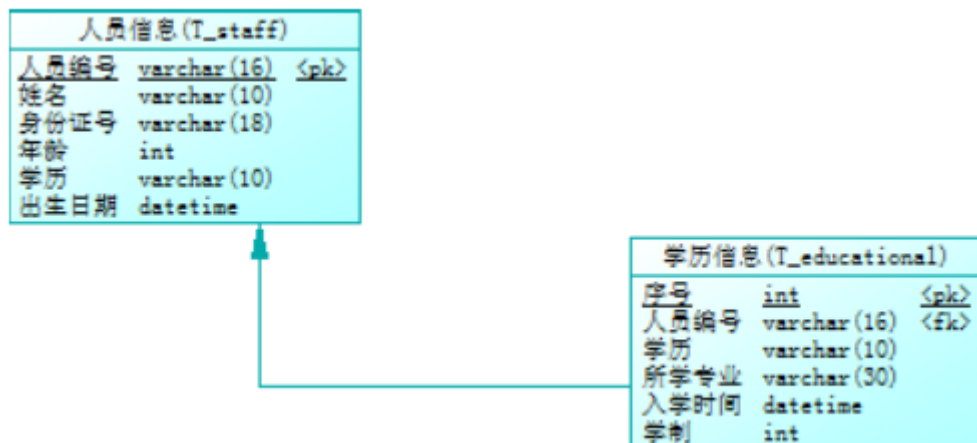 人员信息(T_staff)
人员编号 varchar(16) <pk>
姓名 varchar(10)
身份证号 varchar(18)
年龄 int
学历 varchar(10)
出生日期 datetime
学历信息(T_educational)
序号 int <pk>
人员编号 varchar(16) <fk>
学历 varchar(10)
所学专业 varchar(30)
入学时间 datetime
学制 int